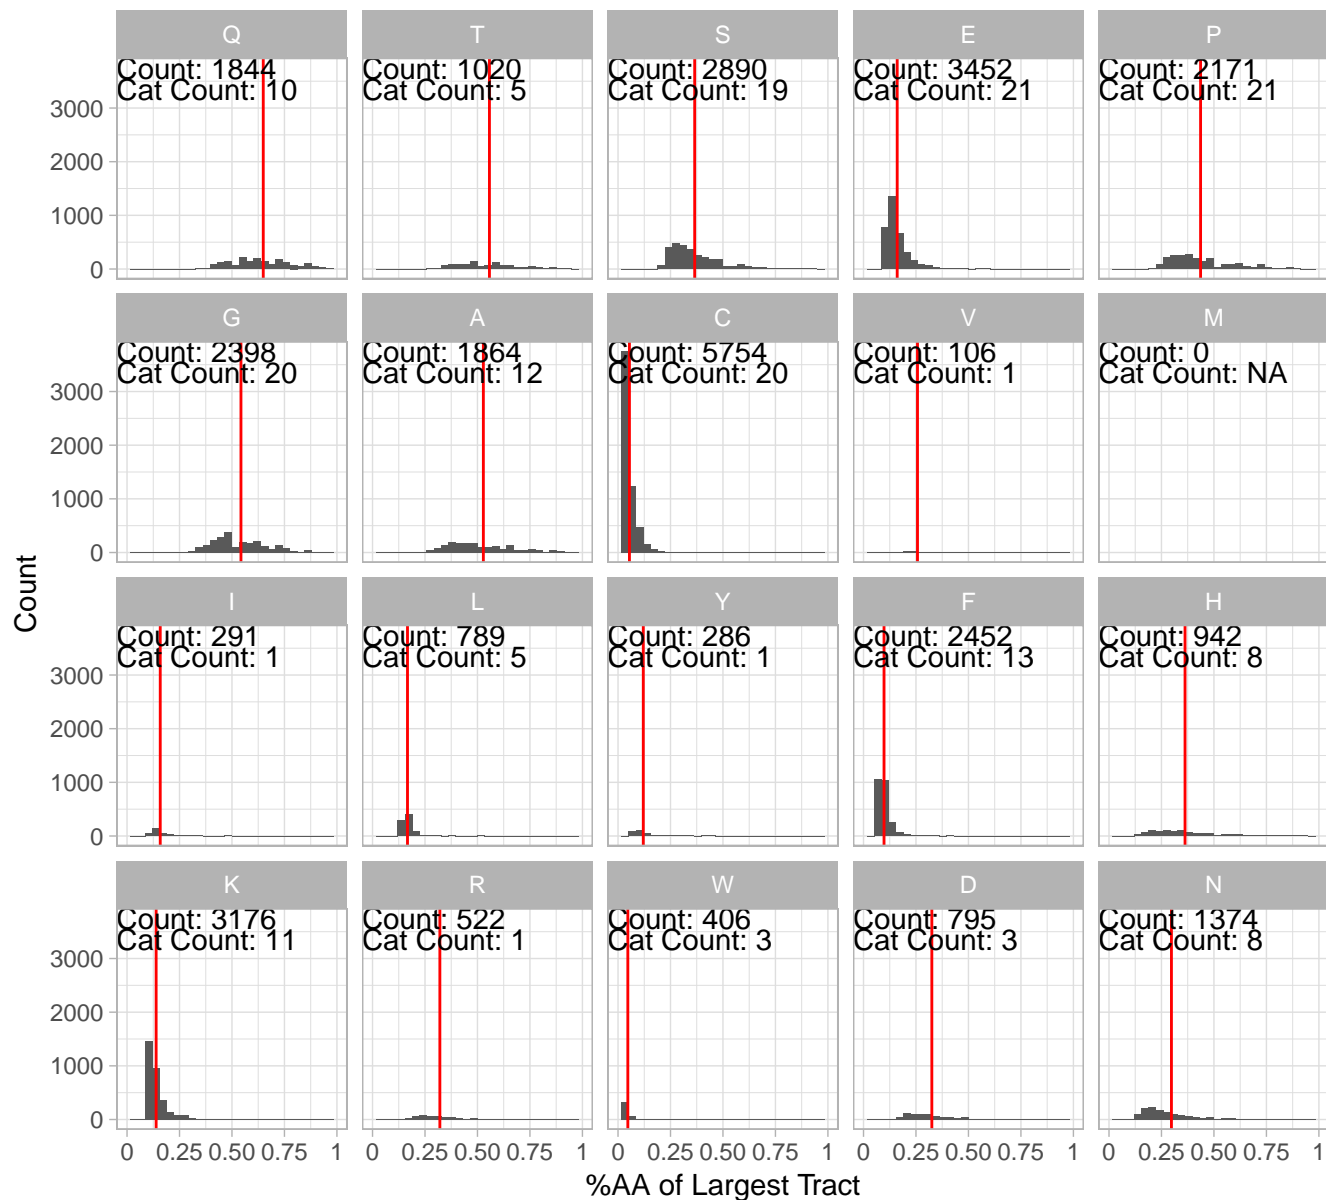 Q T S E P
Count: 1844 Count: 1020 Count: 2890 Count: 3452 Count: 2171
Cat Count: 10 Cat Count: 5 Cat Count: 19 Cat Count: 21 Cat Count: 21
3000
2000
1000
0
G A C V M
Count: 2398 Count: 1864 Count: 5754 Count: 106 Count: 0
Cat Count: 20 Cat Count: 12 Cat Count: 20 Cat Count: 1 Cat Count: NA
3000
2000
1000
0
Count
I L Y F H
Count: 291 Count: 789 Count: 286 Count: 2452 Count: 942
Cat Count: 1 Cat Count: 5 Cat Count: 1 Cat Count: 13 Cat Count: 8
3000
2000
1000
0
K R W D N
Count: 3176 Count: 522 Count: 406 Count: 795 Count: 1374
Cat Count: 11 Cat Count: 1 Cat Count: 3 Cat Count: 3 Cat Count: 8
3000
2000
1000
0
0 0.25 0.50 0.75 1 0 0.25 0.50 0.75 1 0 0.25 0.50 0.75 1 0 0.25 0.50 0.75 1 0 0.25 0.50 0.75 1
%AA of Largest Tract